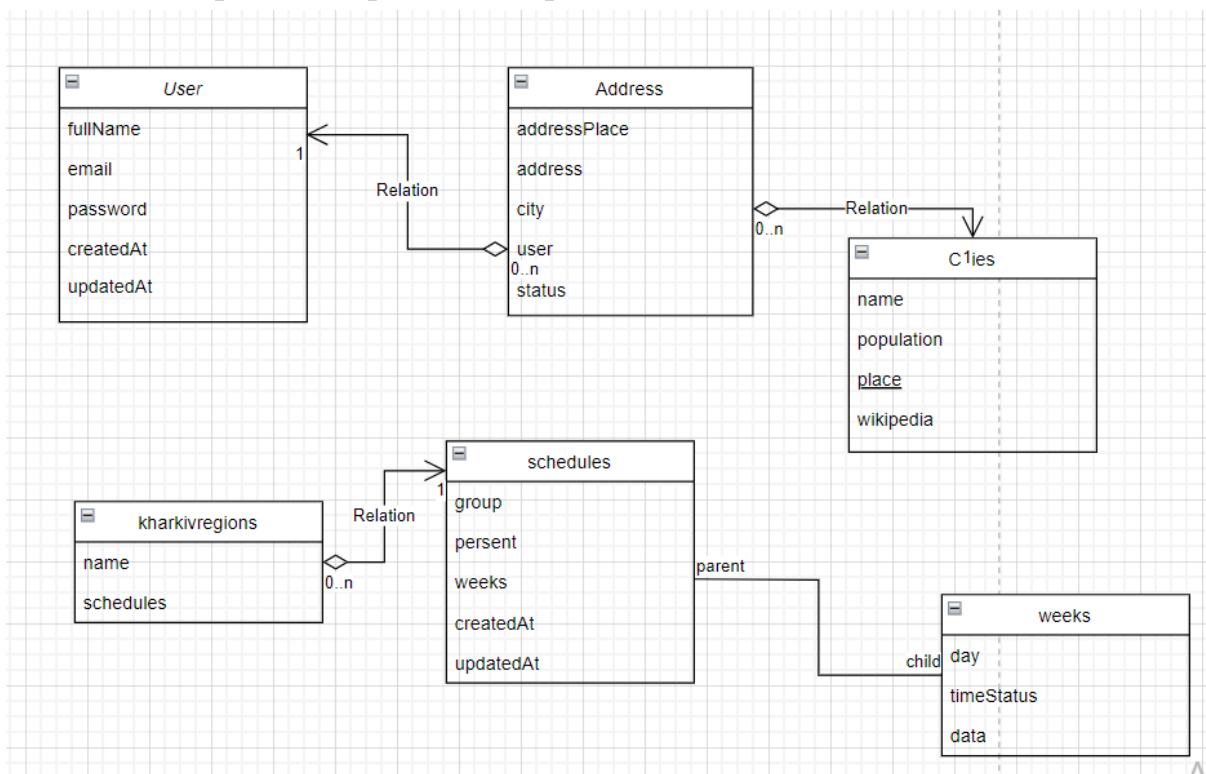 User
fullName
email
password
createdAt
updatedAt
1
Relation
Address
addressPlace
address
city
user
0..n
status
Relation
0..n
1
name
population
place
wikipedia
kharkivregions
name
schedules
0..n
Relation
1
schedules
group
persent
weeks
createdAt
updatedAt
parent
child
weeks
day
timeStatus
data